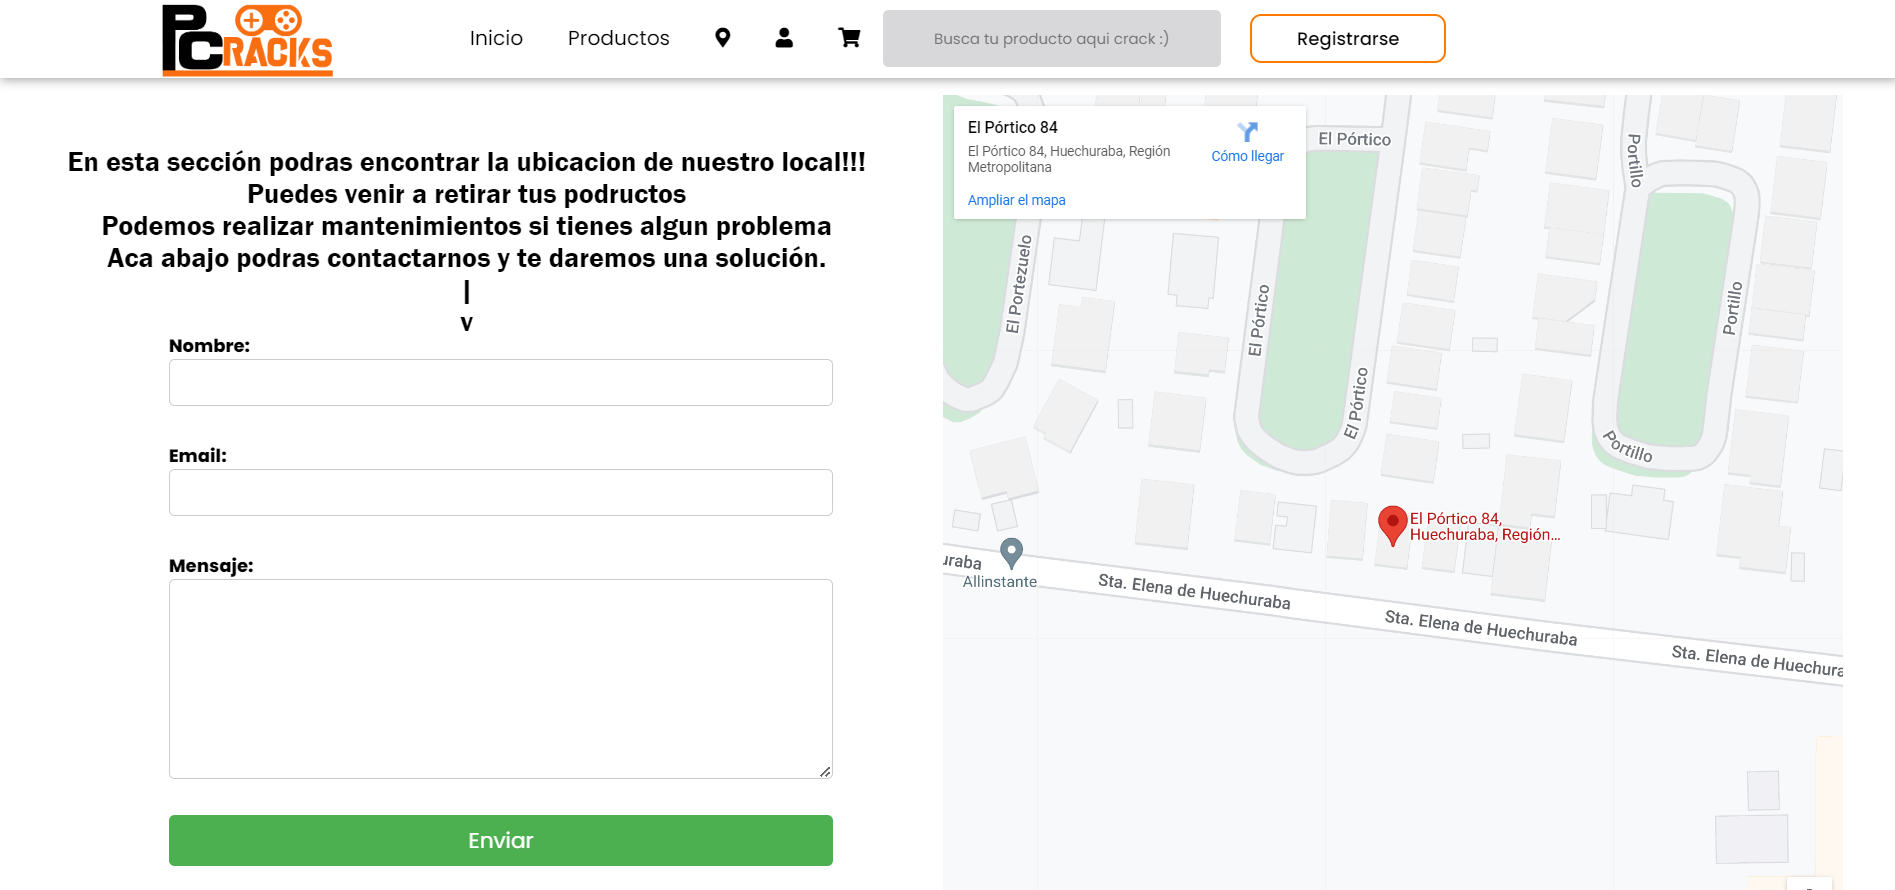 PCRACKS
Inicio
Productos
Busca tu producto aqui crack :)
Registrarse
En esta sección podras encontrar la ubicacion de nuestro local!!!
Puedes venir a retirar tus podructos
Podemos realizar mantenimientos si tienes algun problema
Aca abajo podras contactarnos y te daremos una solución.
|
v
Nombre:
Email:
Mensaje:
Enviar
El Pórtico 84
El Pórtico 84, Huechuraba, Región
Metropolitana
Cómo llegar
Ampliar el mapa
El Pórtico
Portillo
El Portezuelo
El Pórtico
Portillo
El Pórtico
Portillo
El Pórtico 84,
Huechuraba, Región...
uraba
Allinstante
Sta. Elena de Huechuraba
Sta. Elena de Huechuraba
Sta. Elena de Huechura